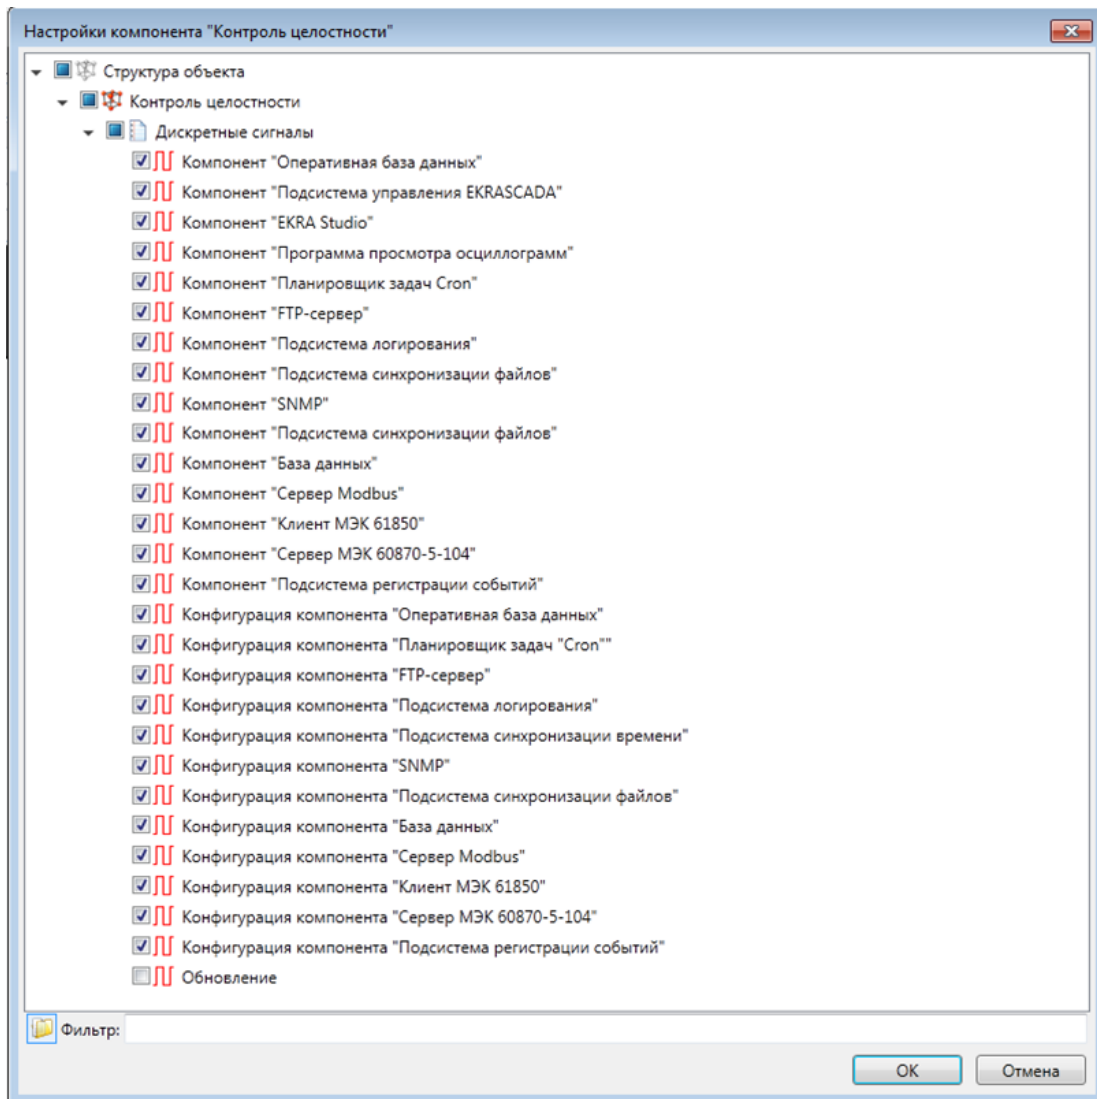 Настройки компонента "Контроль целостности"
Структура объекта
Контроль целостности
Дискретные сигналы
Компонент "Оперативная база данных"
Компонент "Подсистема управления EKRASCADA"
Компонент "EKRA Studio"
Компонент "Программа просмотра осциллограмм"
Компонент "Планировщик задач Cron"
Компонент "FTP-сервер"
Компонент "Подсистема логирования"
Компонент "Подсистема синхронизации файлов"
Компонент "SNMP"
Компонент "Подсистема синхронизации файлов"
Компонент "База данных"
Компонент "Сервер Modbus"
Компонент "Клиент МЭК 61850"
Компонент "Сервер МЭК 60870-5-104"
Компонент "Подсистема регистрации событий"
Конфигурация компонента "Оперативная база данных"
Конфигурация компонента "Планировщик задач "Cron""
Конфигурация компонента "FTP-сервер"
Конфигурация компонента "Подсистема логирования"
Конфигурация компонента "Подсистема синхронизации времени"
Конфигурация компонента "SNMP"
Конфигурация компонента "Подсистема синхронизации файлов"
Конфигурация компонента "База данных"
Конфигурация компонента "Сервер Modbus"
Конфигурация компонента "Клиент МЭК 61850"
Конфигурация компонента "Сервер МЭК 60870-5-104"
Конфигурация компонента "Подсистема регистрации событий"
Обновление
Фильтр:
OK Отмена